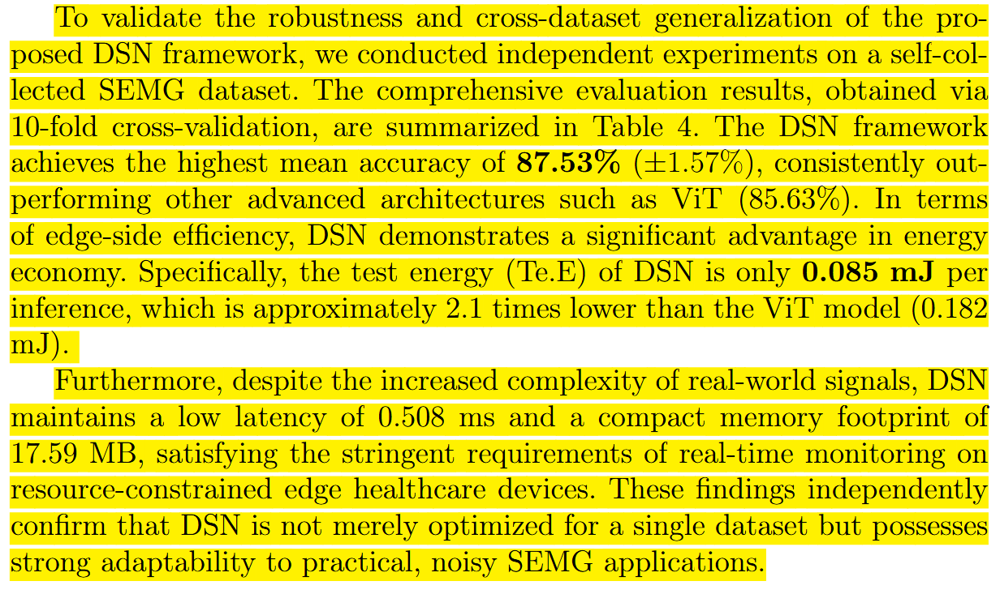 To validate the robustness and cross-dataset generalization of the pro-
posed DSN framework, we conducted independent experiments on a self-col-
lected SEMG dataset. The comprehensive evaluation results, obtained via
10-fold cross-validation, are summarized in Table 4. The DSN framework
achieves the highest mean accuracy of 87.53% (±1.57%), consistently out-
performing other advanced architectures such as ViT (85.63%). In terms
of edge-side efficiency, DSN demonstrates a significant advantage in energy
economy. Specifically, the test energy (Te.E) of DSN is only 0.085 mJ per
inference, which is approximately 2.1 times lower than the ViT model (0.182
mJ).
Furthermore, despite the increased complexity of real-world signals, DSN
maintains a low latency of 0.508 ms and a compact memory footprint of
17.59 MB, satisfying the stringent requirements of real-time monitoring on
resource-constrained edge healthcare devices. These findings independently
confirm that DSN is not merely optimized for a single dataset but possesses
strong adaptability to practical, noisy SEMG applications.